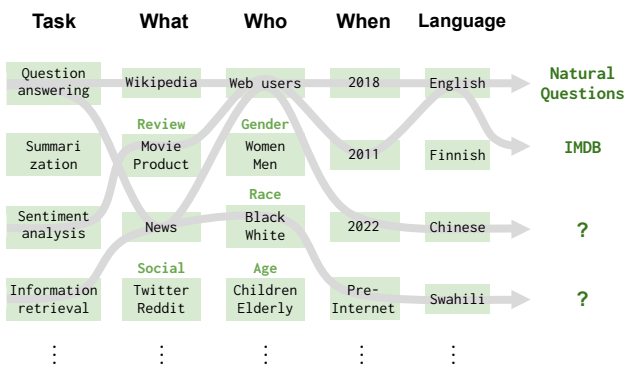 Task What Who When Language
Question answering Wikipedia Web users 2018 English Natural Questions
Review Gender
Summari zation Movie Product Women Men 2011 Finnish IMDB
Race
Sentiment analysis News Black White 2022 Chinese ?
Social Age
Information retrieval Twitter Reddit Children Elderly Pre-Internet Swahili ?
⋮ ⋮ ⋮ ⋮ ⋮